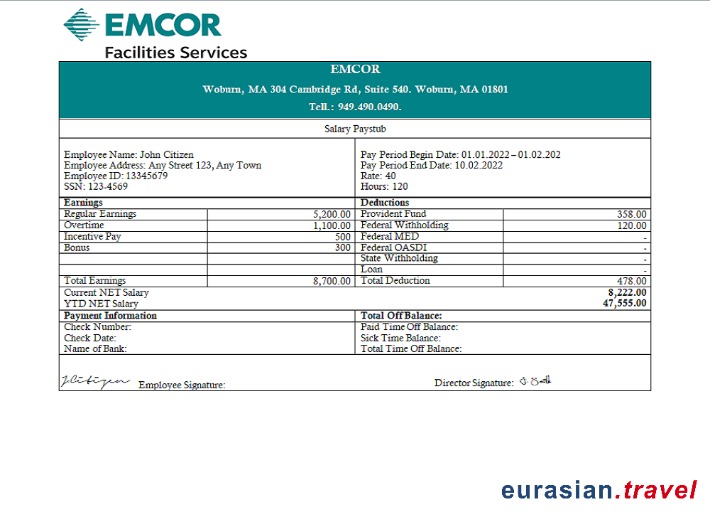 EMCOR
Facilities Services
EMCOR
Woburn, MA 304 Cambridge Rd, Suite 540. Woburn, MA 01801
Tell.: 949.490.0490.
Salary Paystub
Employee Name: John Citizen
Employee Address: Any Street 123, Any Town
Employee ID: 13345679
SSN: 123-4569
Pay Period Begin Date: 01.01.2022 – 01.02.202
Pay Period End Date: 10.02.2022
Rate: 40
Hours: 120
Earnings Deductions
Regular Earnings 5,200.00 Provident Fund 358.00
Overtime 1,100.00 Federal Withholding 120.00
Incentive Pay 500 Federal MED -
Bonus 300 Federal OASDI -
State Withholding -
Loan -
Total Earnings 8,700.00 Total Deduction 478.00
Current NET Salary 8,222.00
YTD NET Salary 47,555.00
Payment Information Total Off Balance:
Check Number: Paid Time Off Balance:
Check Date: Sick Time Balance:
Name of Bank: Total Time Off Balance:
JCitizen Employee Signature: Director Signature:
eurasian.travel